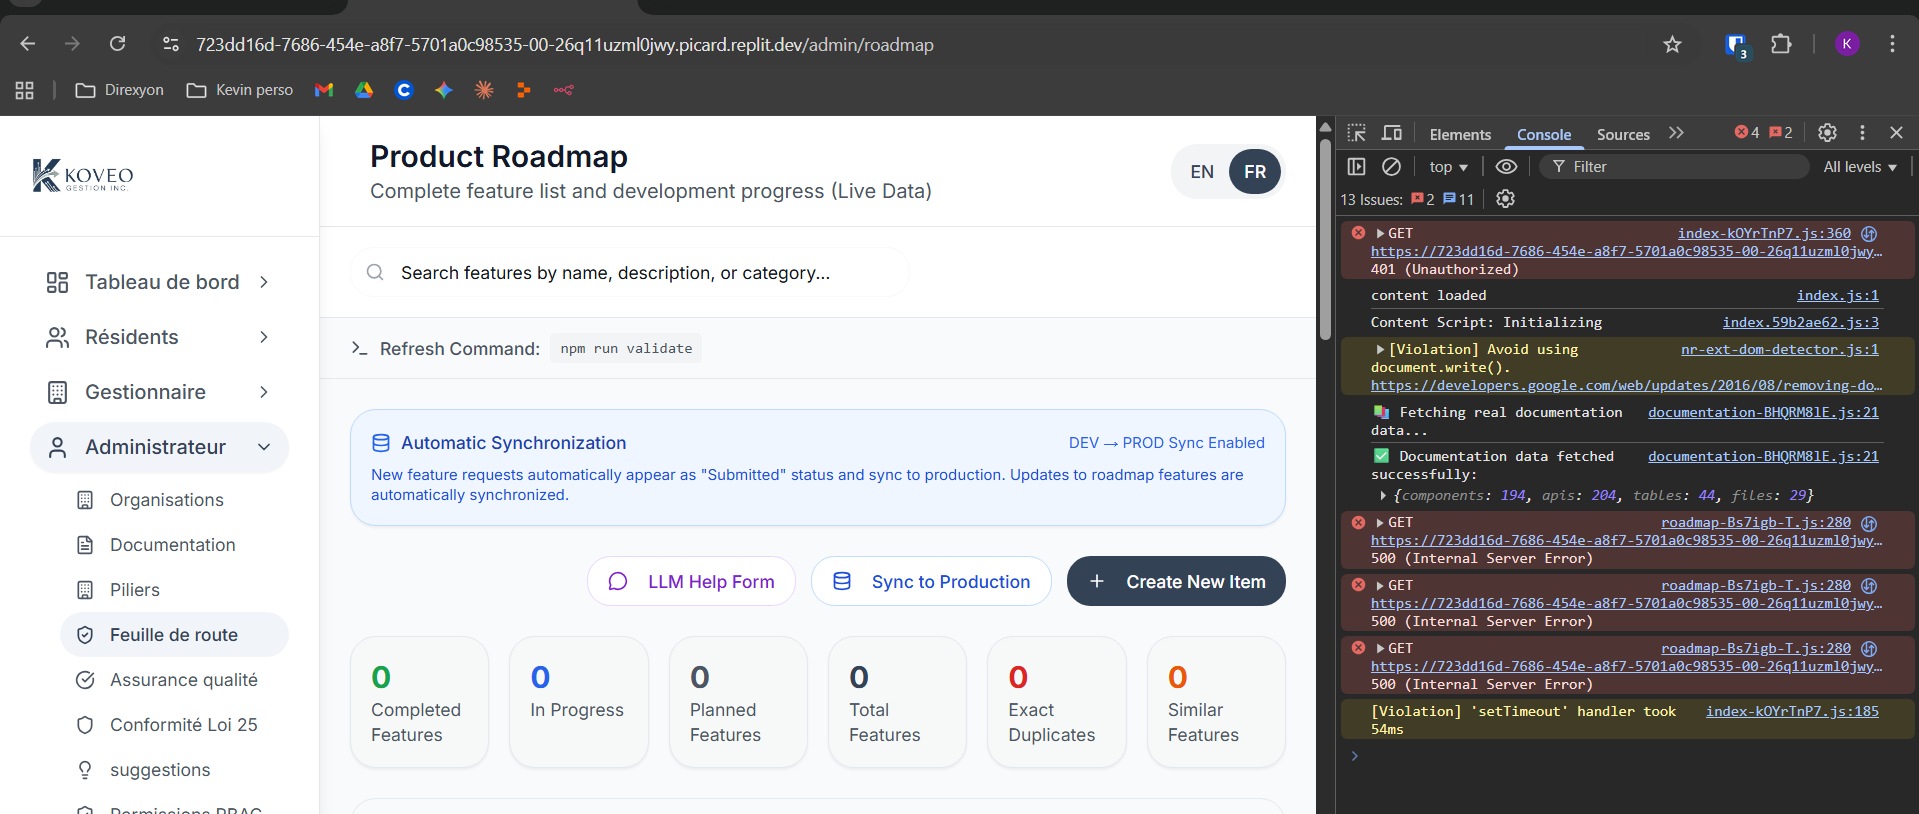 723dd16d-7686-454e-a8f7-5701a0c98535-00-26q11uzml0jwy.picard.replit.dev/admin/roadmap
3
K
Direxyon
Kevin perso
KOVEO
GESTION INC.
Tableau de bord
Résidents
Gestionnaire
Administrateur
Organisations
Documentation
Piliers
Feuille de route
Assurance qualité
Conformité Loi 25
suggestions
Permissions RBAC
Product Roadmap
Complete feature list and development progress (Live Data)
EN
FR
Search features by name, description, or category...
Refresh Command:
npm run validate
Automatic Synchronization
DEV → PROD Sync Enabled
New feature requests automatically appear as "Submitted" status and sync to production. Updates to roadmap features are
automatically synchronized.
LLM Help Form
Sync to Production
Create New Item
0
Completed
Features
0
In Progress
0
Planned
Features
0
Total
Features
0
Exact
Duplicates
0
Similar
Features
Elements
Console
Sources
4
2
top
Filter
All levels
13 Issues:
2
11
GET index-kOYrTnP7.js:360
https://723dd16d-7686-454e-a8f7-5701a0c98535-00-26q11uzml0jwy…
401 (Unauthorized)
content loaded index.js:1
Content Script: Initializing index.59b2ae62.js:3
[Violation] Avoid using nr-ext-dom-detector.js:1
document.write().
https://developers.google.com/web/updates/2016/08/removing-do…
📚 Fetching real documentation documentation-BHQRM8lE.js:21
data...
✅ Documentation data fetched documentation-BHQRM8lE.js:21
successfully:
{components: 194, apis: 204, tables: 44, files: 29}
GET roadmap-Bs7igb-T.js:280
https://723dd16d-7686-454e-a8f7-5701a0c98535-00-26q11uzml0jwy…
500 (Internal Server Error)
GET roadmap-Bs7igb-T.js:280
https://723dd16d-7686-454e-a8f7-5701a0c98535-00-26q11uzml0jwy…
500 (Internal Server Error)
GET roadmap-Bs7igb-T.js:280
https://723dd16d-7686-454e-a8f7-5701a0c98535-00-26q11uzml0jwy…
500 (Internal Server Error)
[Violation] 'setTimeout' handler took index-kOYrTnP7.js:185
54ms